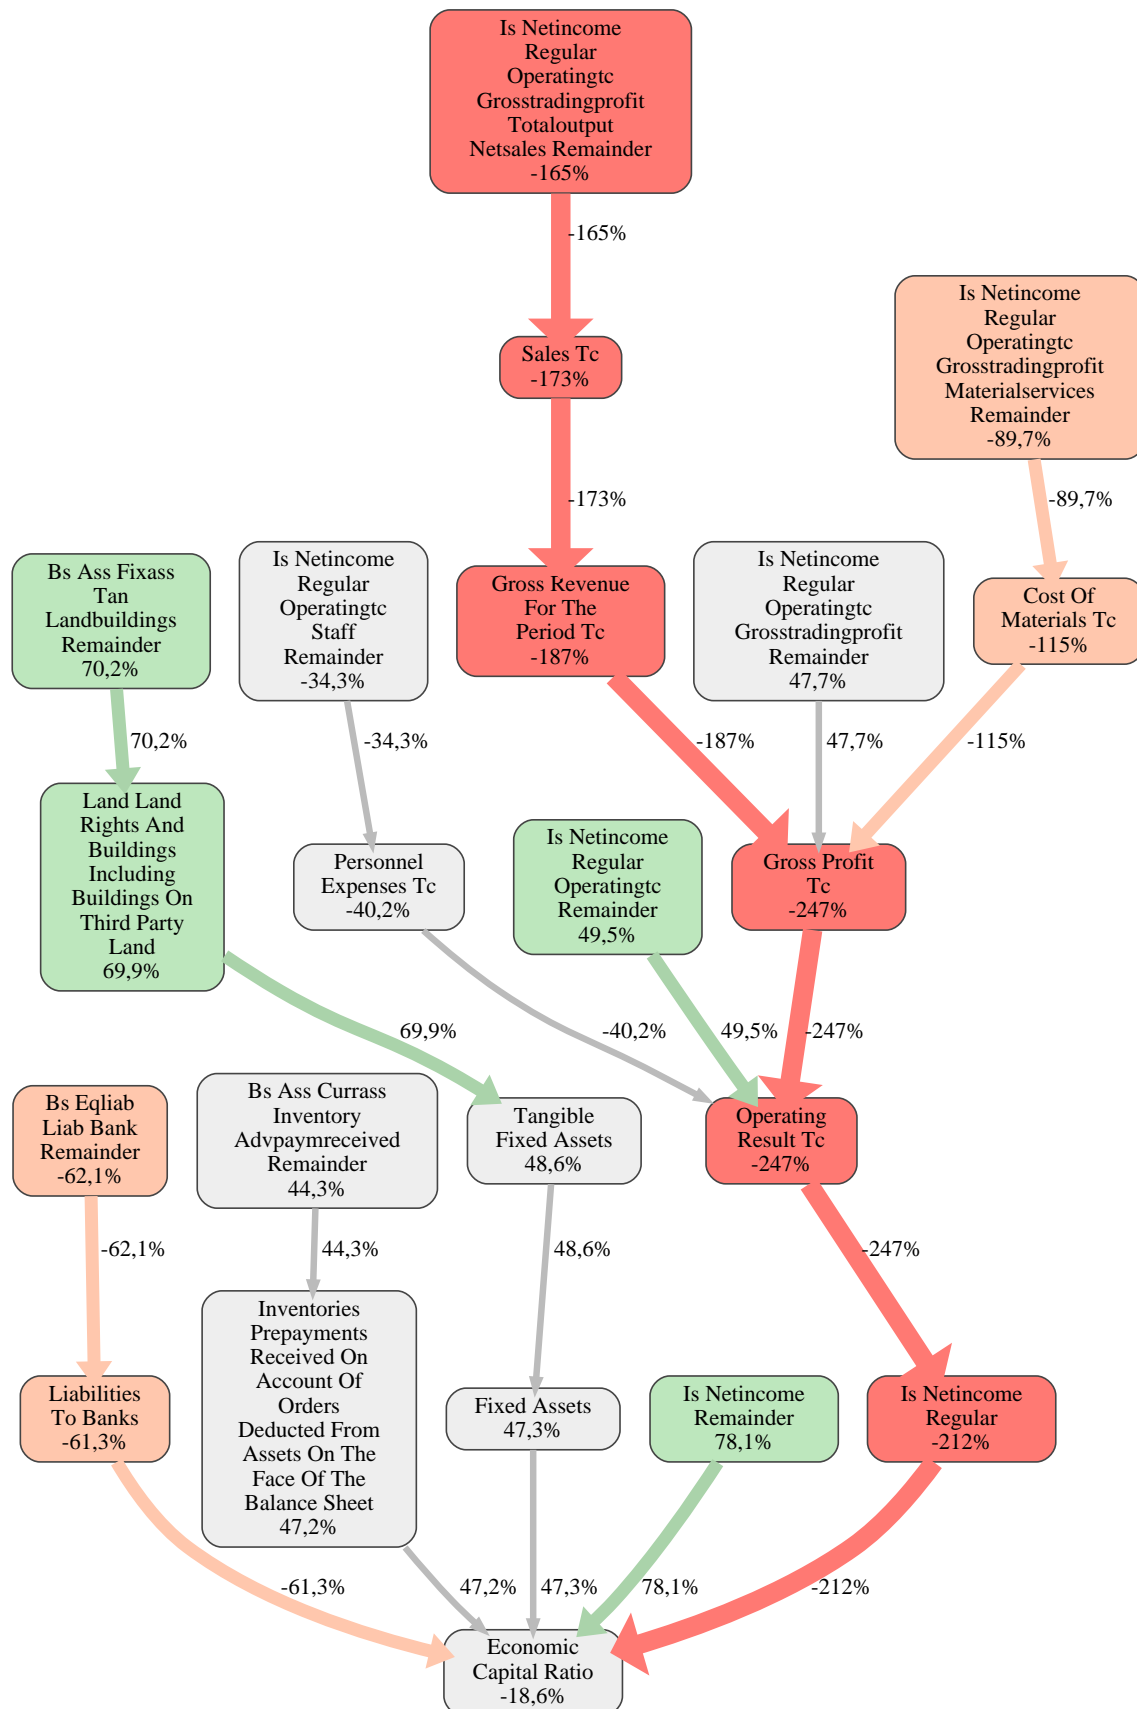 Is Netincome
Regular
Operatingtc
Grosstradingprofit
Totaloutput
Netsales Remainder
-165%
-165%
Sales Tc
-173%
Is Netincome
Regular
Operatingtc
Grosstradingprofit
Materialservices
Remainder
-89,7%
-173%
-89,7%
Bs Ass Fixass
Tan
Landbuildings
Remainder
70,2%
Is Netincome
Regular
Operatingtc
Staff
Remainder
-34,3%
Gross Revenue
For The
Period Tc
-187%
Is Netincome
Regular
Operatingtc
Grosstradingprofit
Remainder
47,7%
Cost Of
Materials Tc
-115%
70,2%
-34,3%
-187%
47,7%
-115%
Land Land
Rights And
Buildings
Including
Buildings On
Third Party
Land
69,9%
Personnel
Expenses Tc
-40,2%
Is Netincome
Regular
Operatingtc
Remainder
49,5%
Gross Profit
Tc
-247%
69,9%
-40,2%
49,5%
-247%
Bs Eqliab
Liab Bank
Remainder
-62,1%
Bs Ass Currass
Inventory
Advpaymreceived
Remainder
44,3%
Tangible
Fixed Assets
48,6%
Operating
Result Tc
-247%
-62,1%
44,3%
48,6%
-247%
Liabilities
To Banks
-61,3%
Inventories
Prepayments
Received On
Account Of
Orders
Deducted From
Assets On The
Face Of The
Balance Sheet
47,2%
Fixed Assets
47,3%
Is Netincome
Remainder
78,1%
Is Netincome
Regular
-212%
-61,3%
47,2%
47,3%
78,1%
-212%
Economic
Capital Ratio
-18,6%